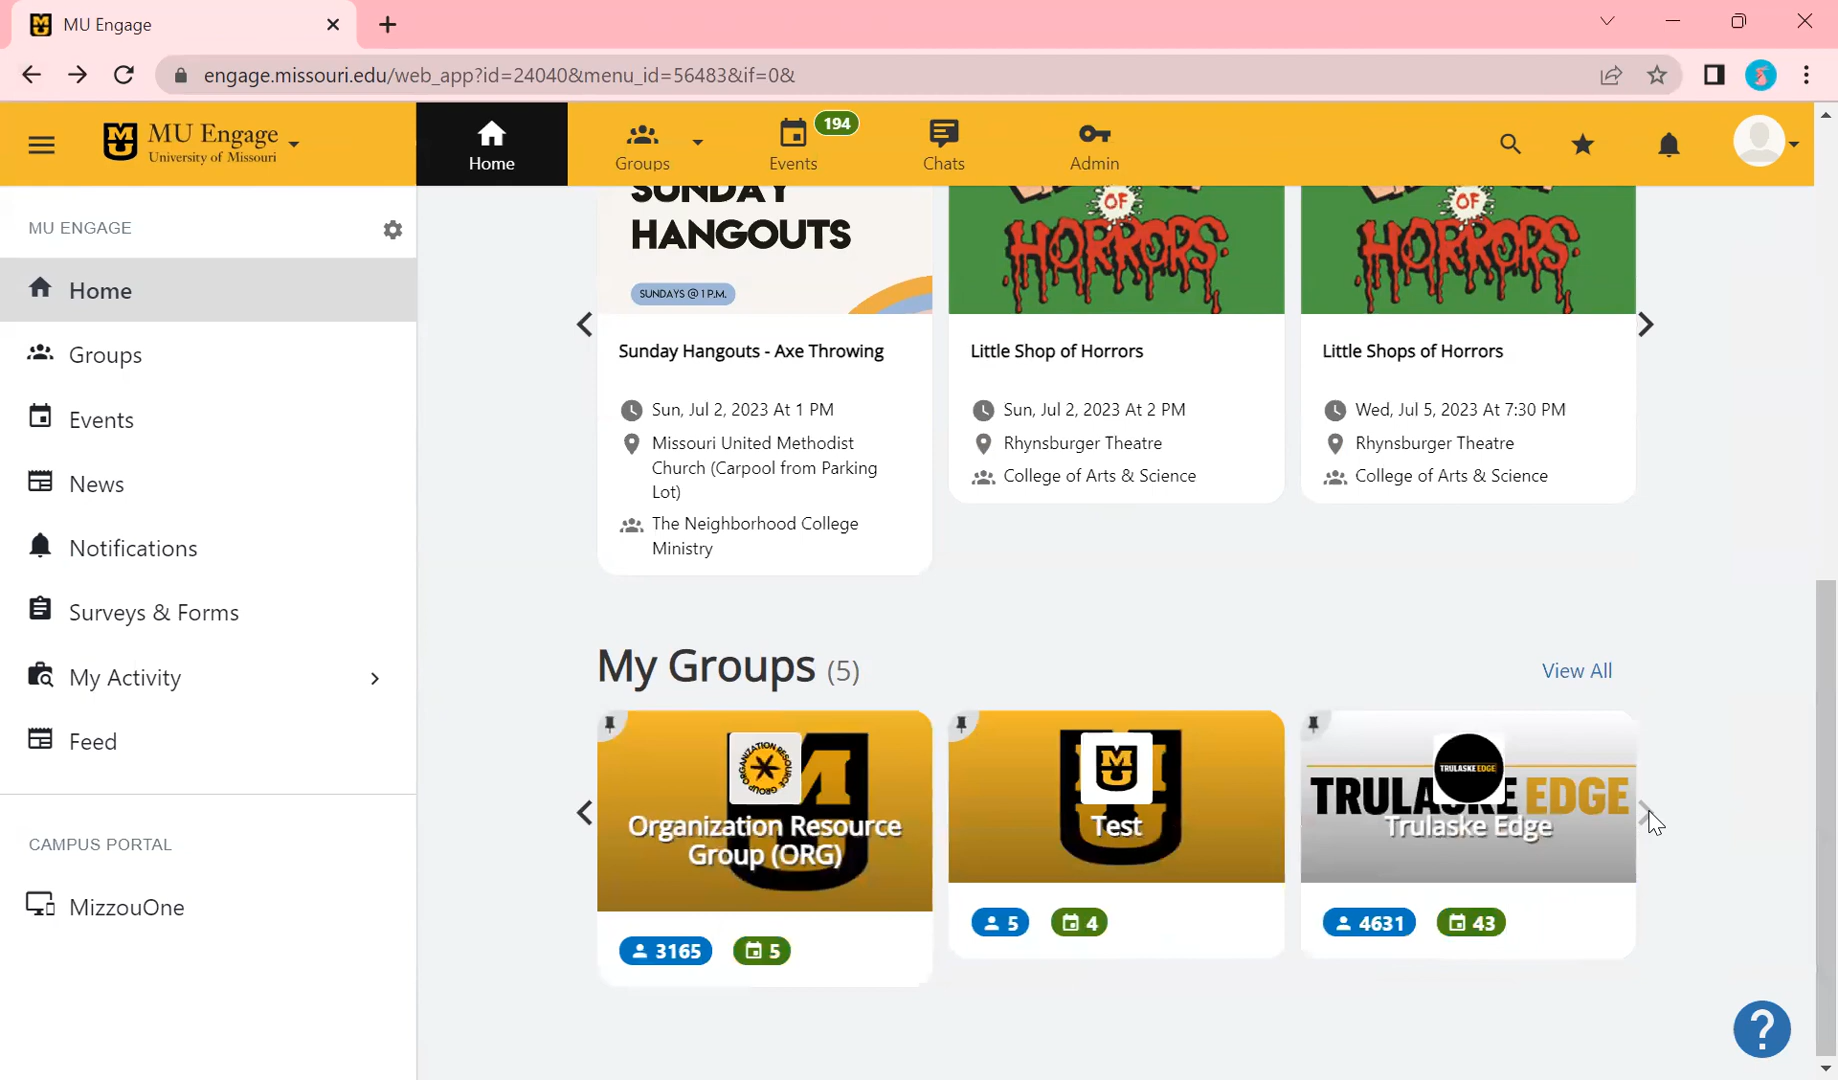 MU Engage
engage.missouri.edu/web_app?id=24040&menu_id=56483&if=0&
MU Engage
University of Missouri
Home
Groups
Events
194
Chats
Admin
MU ENGAGE
Home
Groups
Events
News
Notifications
Surveys & Forms
My Activity
Feed
CAMPUS PORTAL
MizzouOne
SUNDAY
HANGOUTS
SUNDAYS @ 1 P.M.
Sunday Hangouts - Axe Throwing
Sun, Jul 2, 2023 At 1 PM
Missouri United Methodist
Church (Carpool from Parking
Lot)
The Neighborhood College
Ministry
OF
HORRORS
Little Shop of Horrors
Sun, Jul 2, 2023 At 2 PM
Rhynsburger Theatre
College of Arts & Science
OF
HORRORS
Little Shops of Horrors
Wed, Jul 5, 2023 At 7:30 PM
Rhynsburger Theatre
College of Arts & Science
My Groups (5)
View All
ORGANIZATION RESOURCE GROUP
Organization Resource
Group (ORG)
3165
5
MU
Test
5
4
TRULASKE EDGE
TRULASKE EDGE
Trulaske Edge
4631
43
?